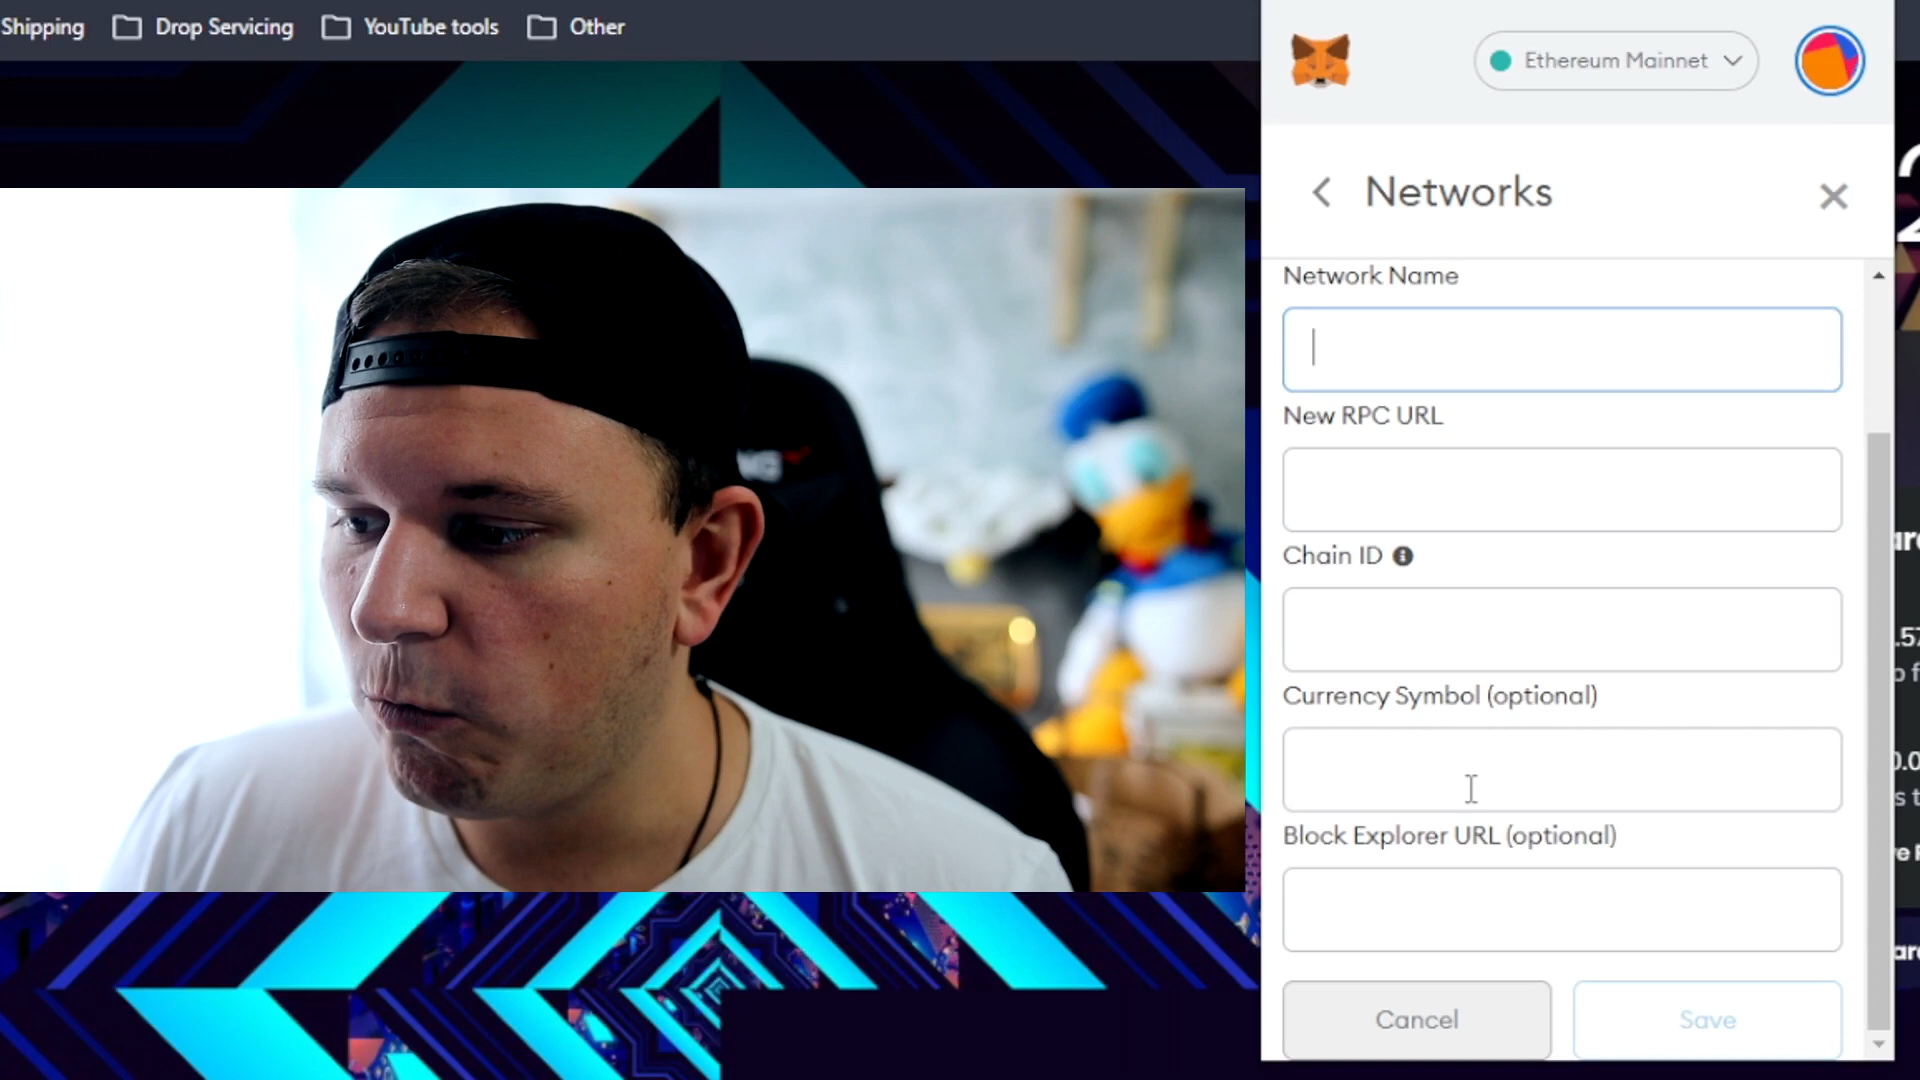 Shipping
Drop Servicing
YouTube tools
Other
Ethereum Mainnet
Networks
Network Name
New RPC URL
Chain ID
Currency Symbol (optional)
Block Explorer URL (optional)
Cancel
Save